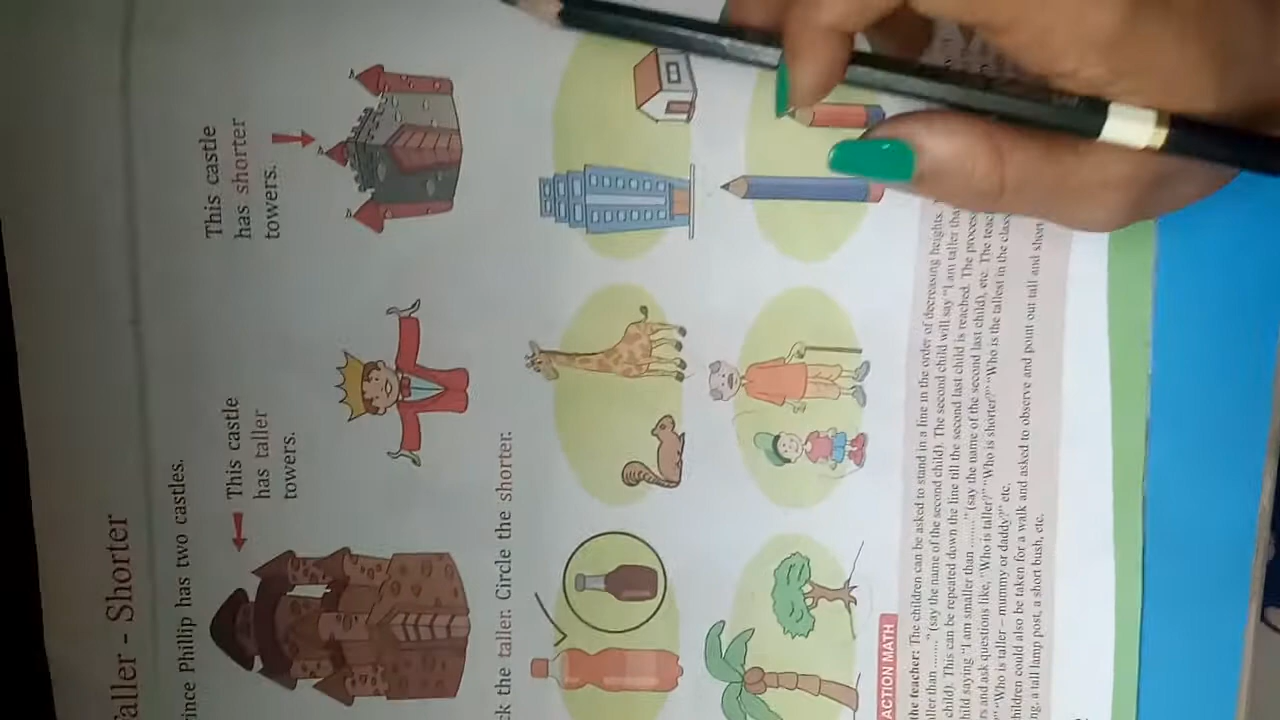 Taller - Shorter
Prince Phillip has two castles.
This castle
has taller
towers.
This castle
has shorter
towers.
ck the taller. Circle the shorter.
ACTION MATH
the teacher: The children can be asked to stand in a line in the order of decreasing heights.
ller than ........." (say the name of the second child). The second child will say "I am taller tha
child). This can be repeated down the line till the second last child is reached. The proces
hild saying "I am smaller than ........." (say the name of the second last child), etc. The teac
rs and ask questions like, "Who is taller?" "Who is shorter?" "Who is the tallest in the class
"Who is taller – mummy or daddy?" etc.
hildren could also be taken for a walk and asked to observe and point out tall and short
ng, a tall lamp post, a short bush, etc.